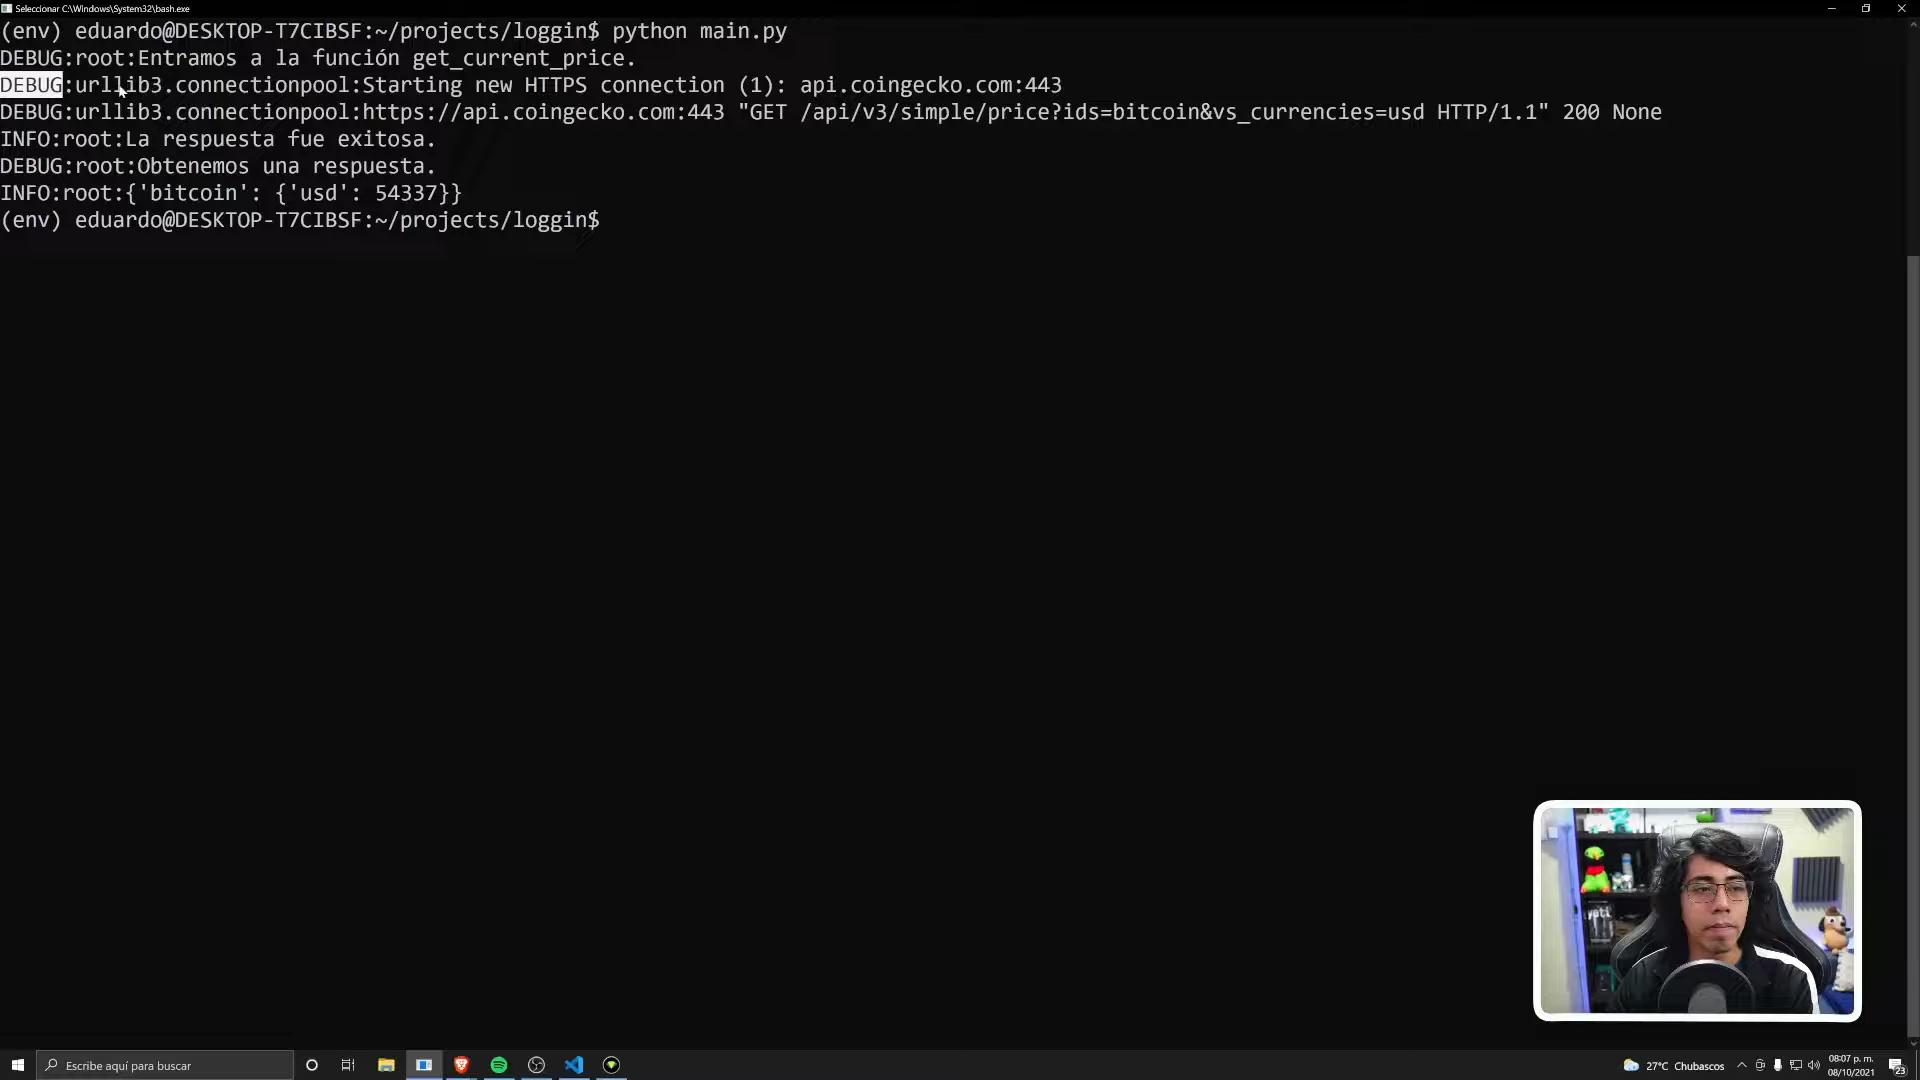 Seleccionar C:\Windows\System32\bash.exe
(env) eduardo@DESKTOP-T7CIBSF:~/projects/loggin$ python main.py
DEBUG:root:Entramos a la función get_current_price.
DEBUG:urllib3.connectionpool:Starting new HTTPS connection (1): api.coingecko.com:443
DEBUG:urllib3.connectionpool:https://api.coingecko.com:443 "GET /api/v3/simple/price?ids=bitcoin&vs_currencies=usd HTTP/1.1" 200 None
INFO:root:La respuesta fue exitosa.
DEBUG:root:Obtenemos una respuesta.
INFO:root:{'bitcoin': {'usd': 54337}}
(env) eduardo@DESKTOP-T7CIBSF:~/projects/loggin$
yeti
Escribe aquí para buscar
27°C Chubascos
08:07 p. m.
08/10/2021
23